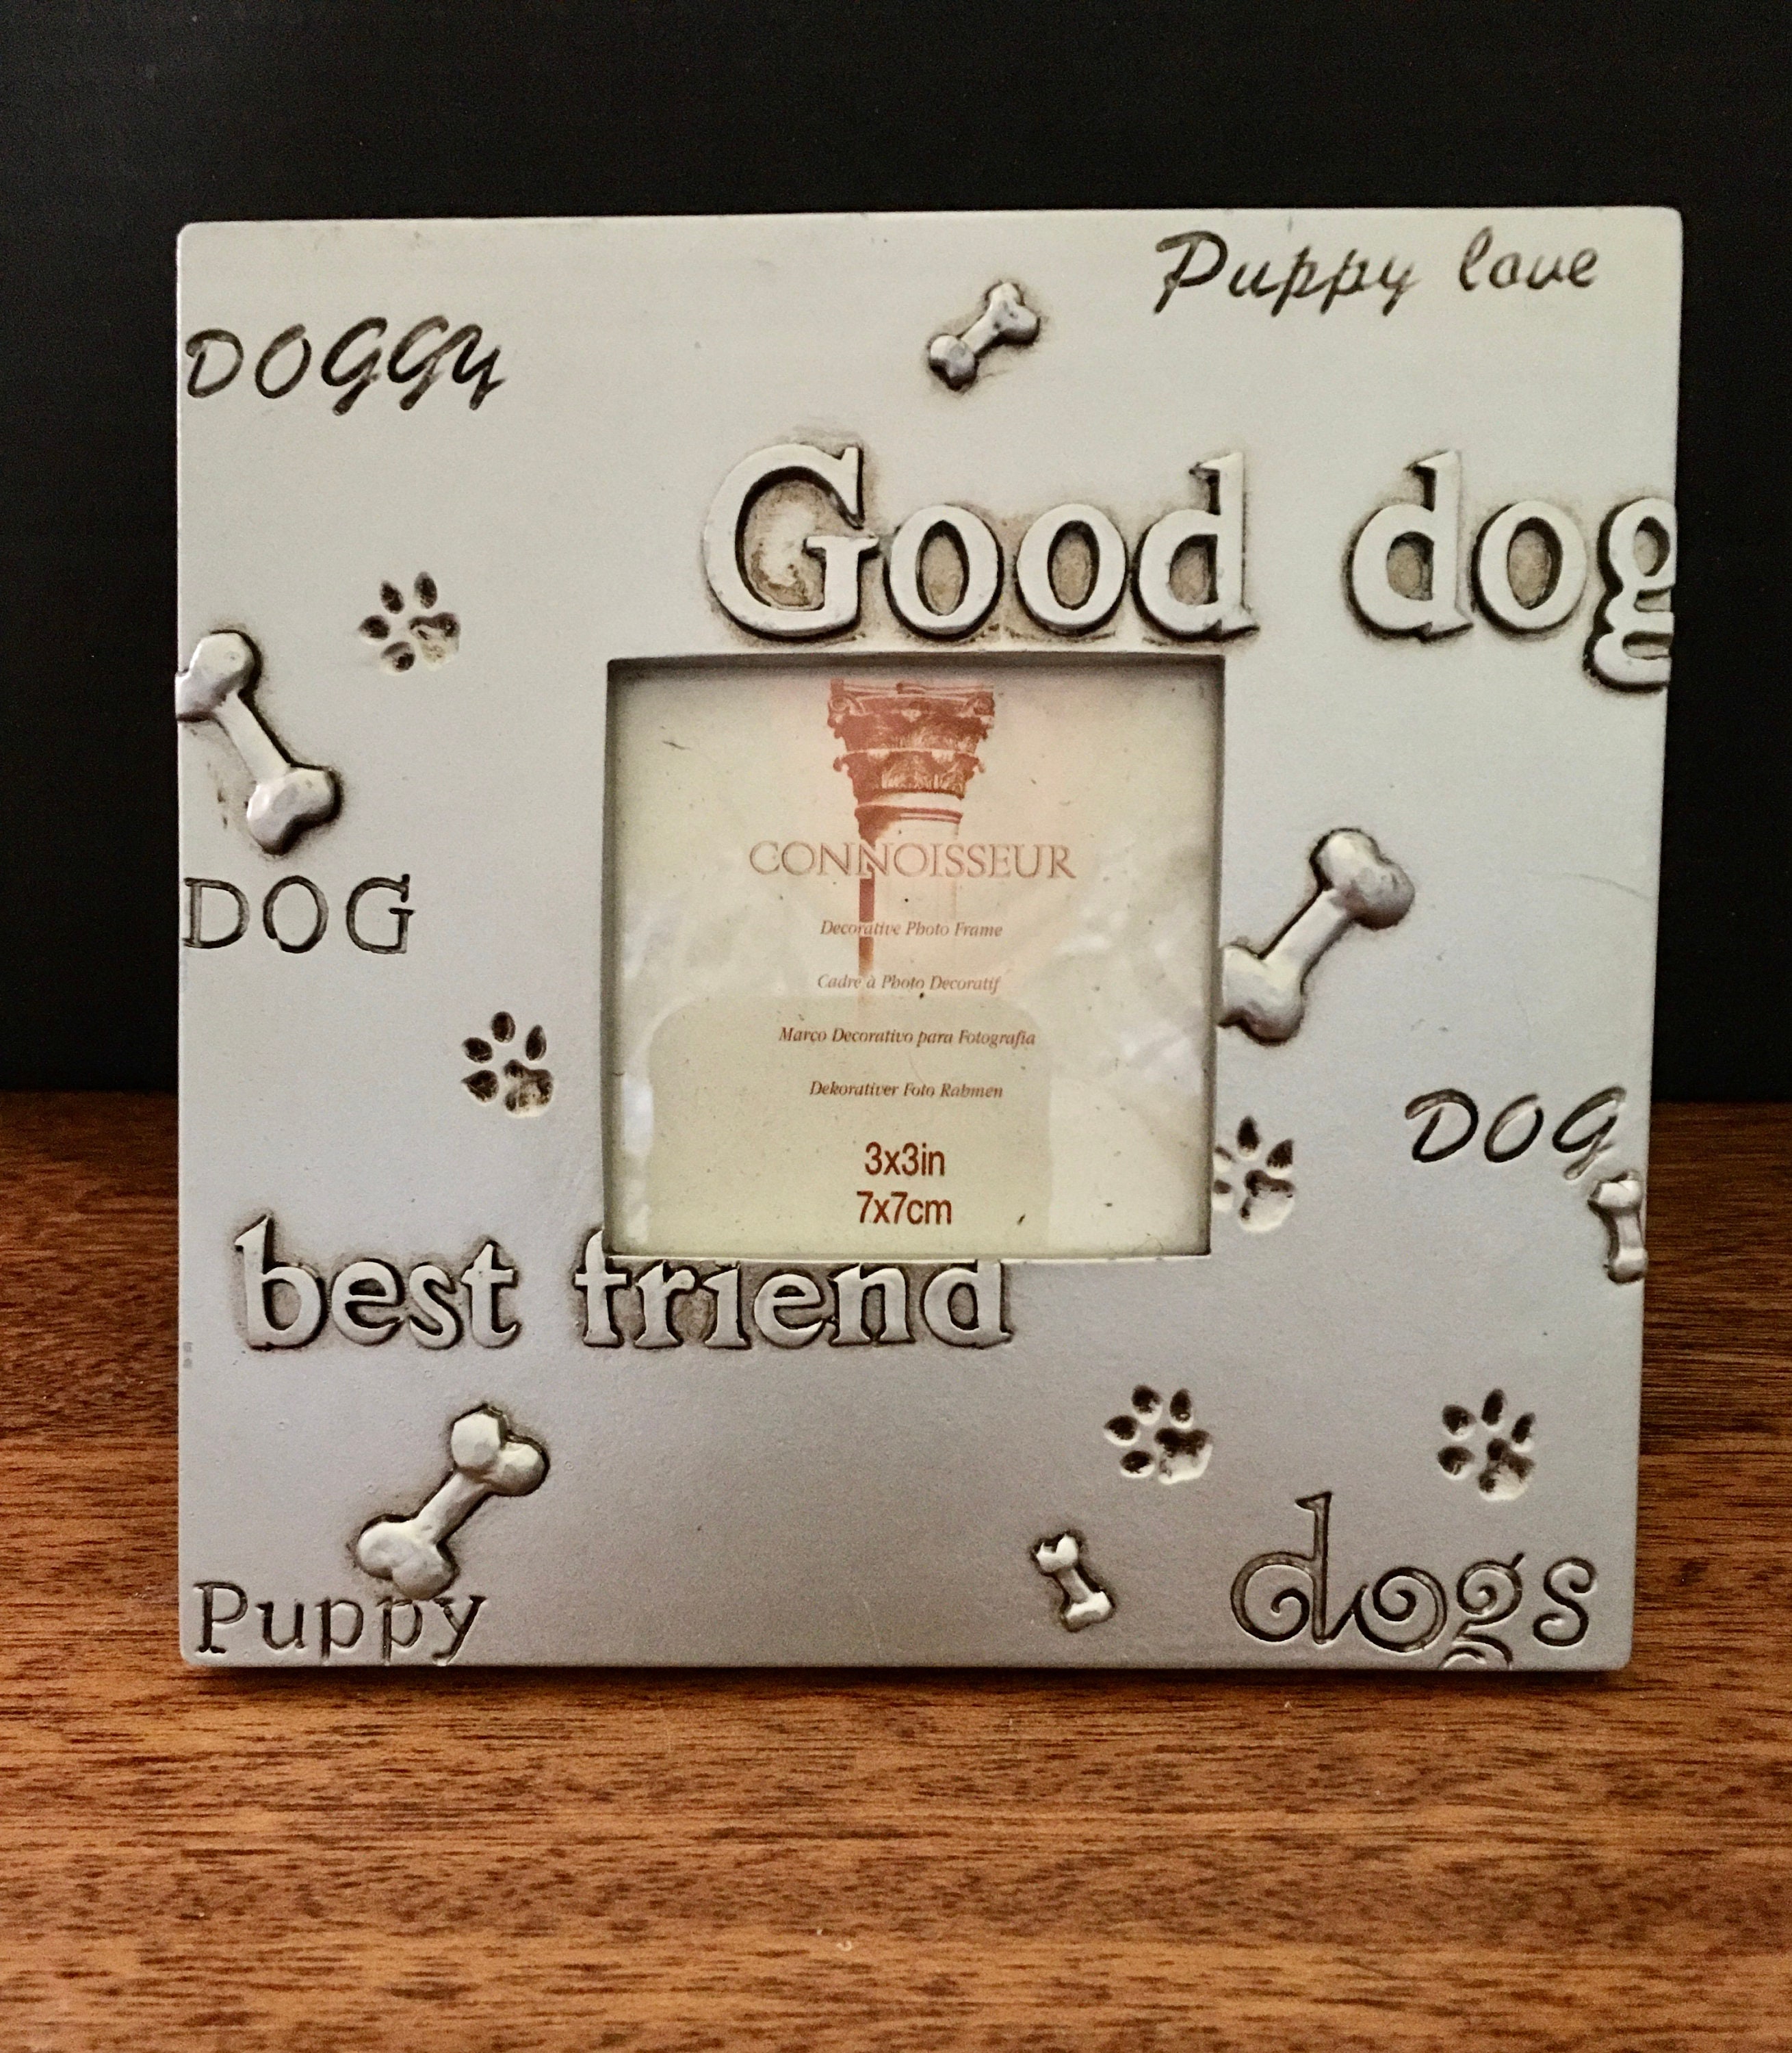 Puppy love
DOGGY
Good dog
CONNOISSEUR
DOG
Decorative Photo Frame
Cadre à Photo Decoratif
Marco Decorativo para Fotografia
Dekorativer Foto Rahmen
DOG
3x3in
7x7cm
best friend
dogs
Puppy